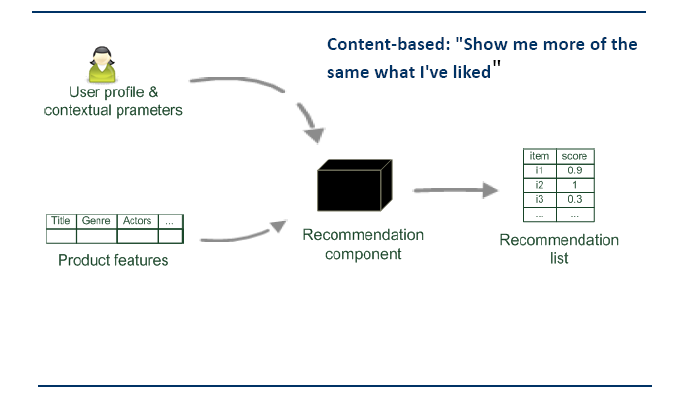 Content-based: "Show me more of the
same what I've liked"
User profile &
contextual prameters
Title Genre Actors ...
Product features
Recommendation
component
item score
i1 0.9
i2 1
i3 0.3
... ...
Recommendation
list